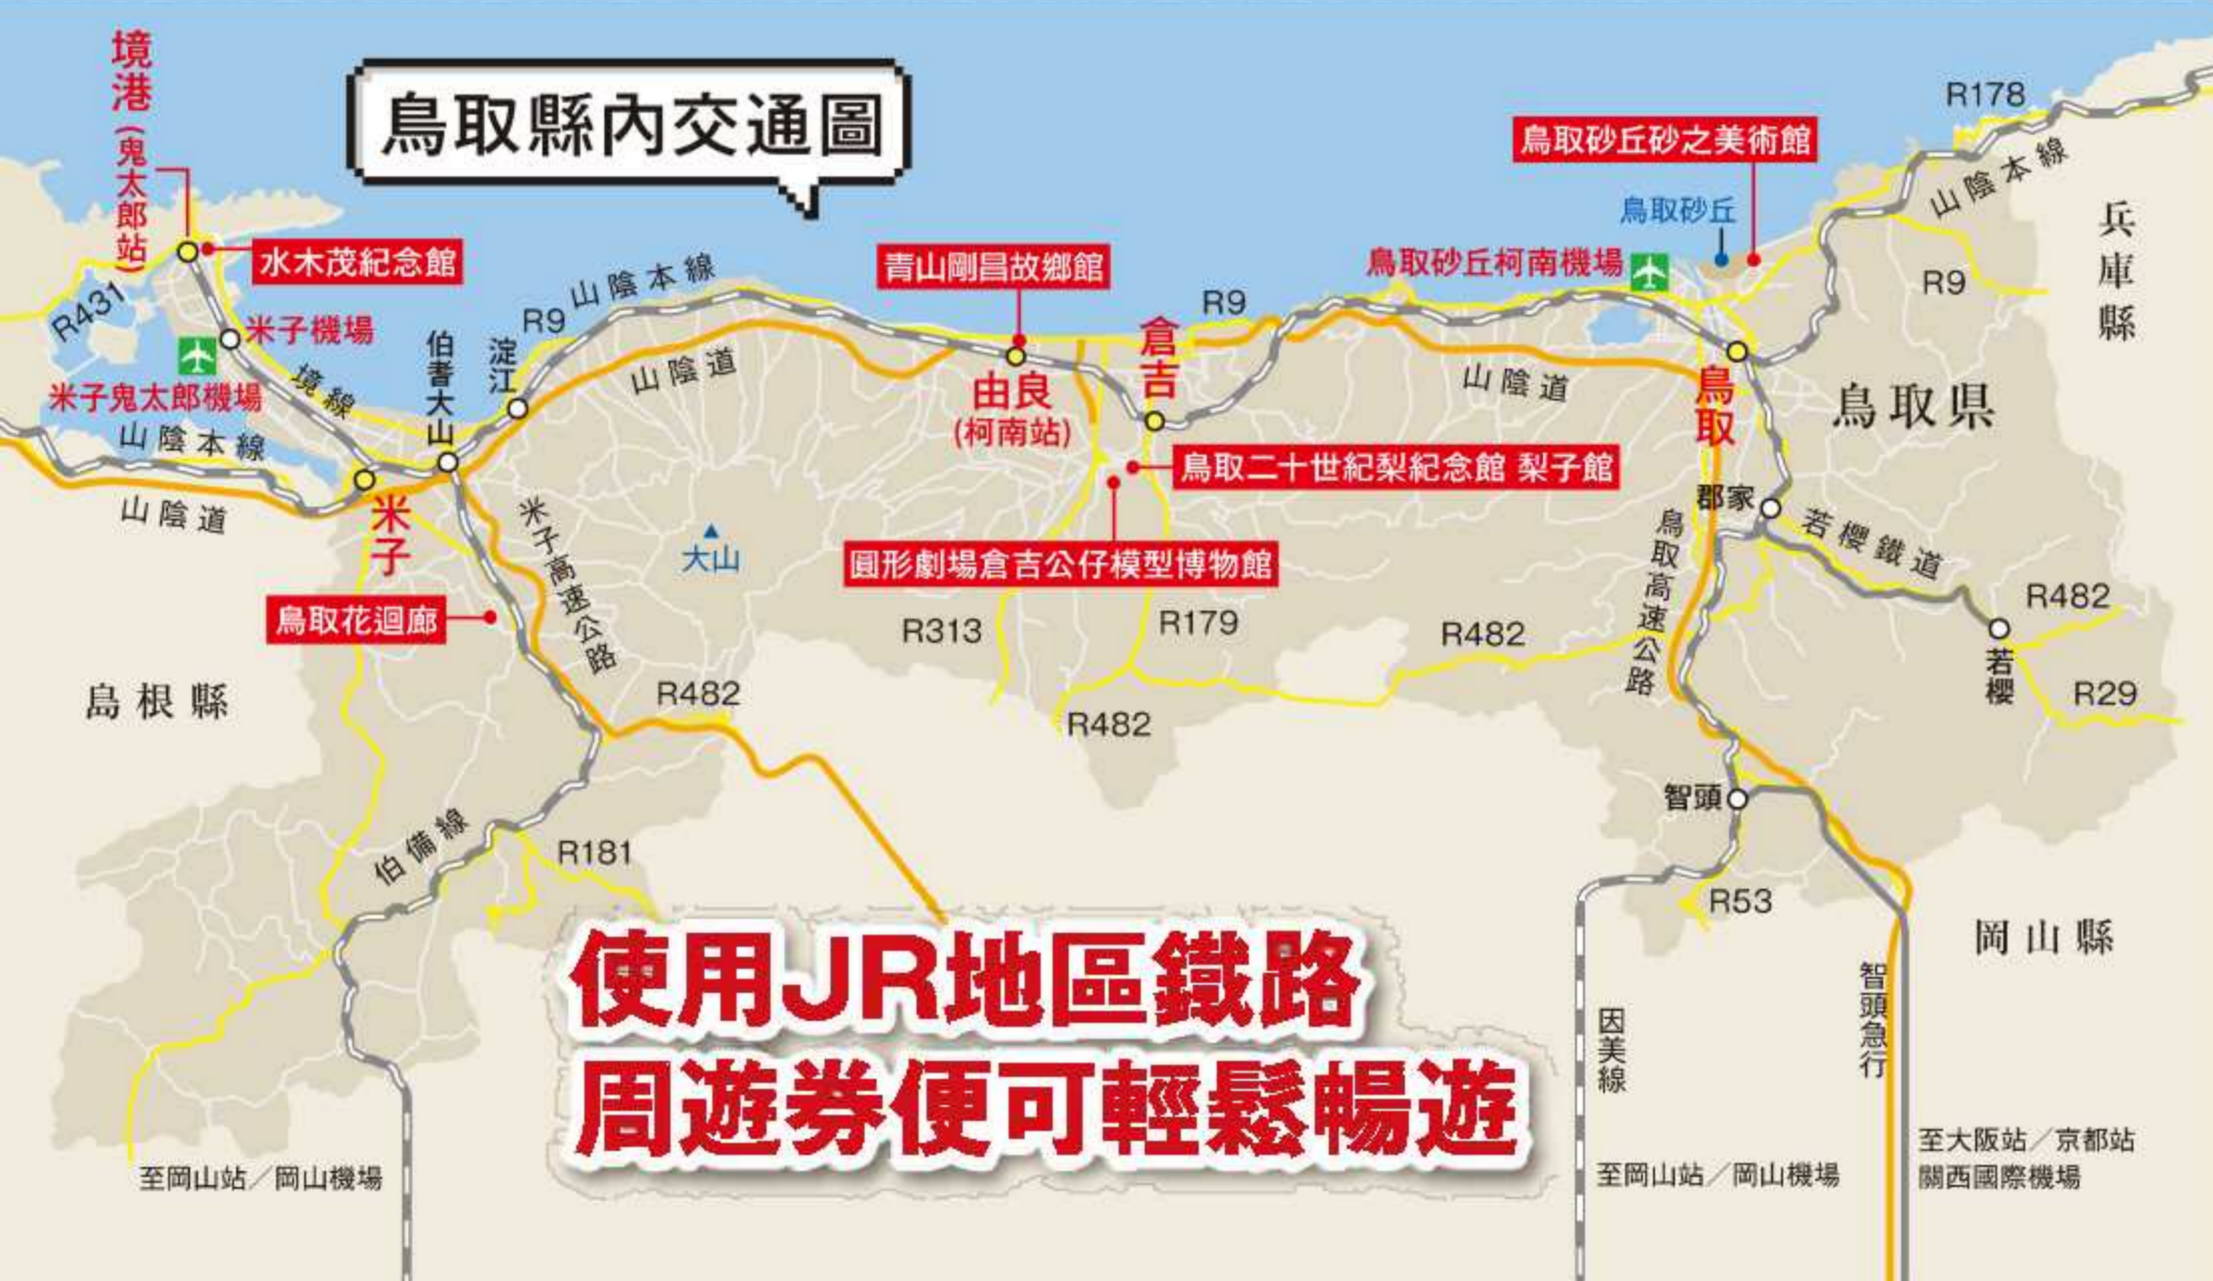 鳥取縣內交通圖
境港(鬼太郎站)
水木茂紀念館
R431
米子機場
米子鬼太郎機場
境線
山陰本線
山陰道
米子
伯耆大山
淀江
R9
山陰本線
山陰道
米子高速公路
大山
鳥取花迴廊
島根縣
R482
伯備線
R181
至岡山站/岡山機場
青山剛昌故鄉館
由良
(柯南站)
倉吉
R9
鳥取二十世紀梨紀念館 梨子館
圓形劇場倉吉公仔模型博物館
R313
R179
R482
R482
鳥取砂丘砂之美術館
鳥取砂丘
鳥取砂丘柯南機場
R178
山陰本線
R9
兵庫縣
山陰道
鳥取
鳥取県
郡家
若櫻鐵道
鳥取高速公路
R482
若櫻
R29
智頭
R53
岡山縣
因美線
智頭急行
至岡山站/岡山機場
至大阪站/京都站
關西國際機場
使用JR地區鐵路
周遊券便可輕鬆暢遊